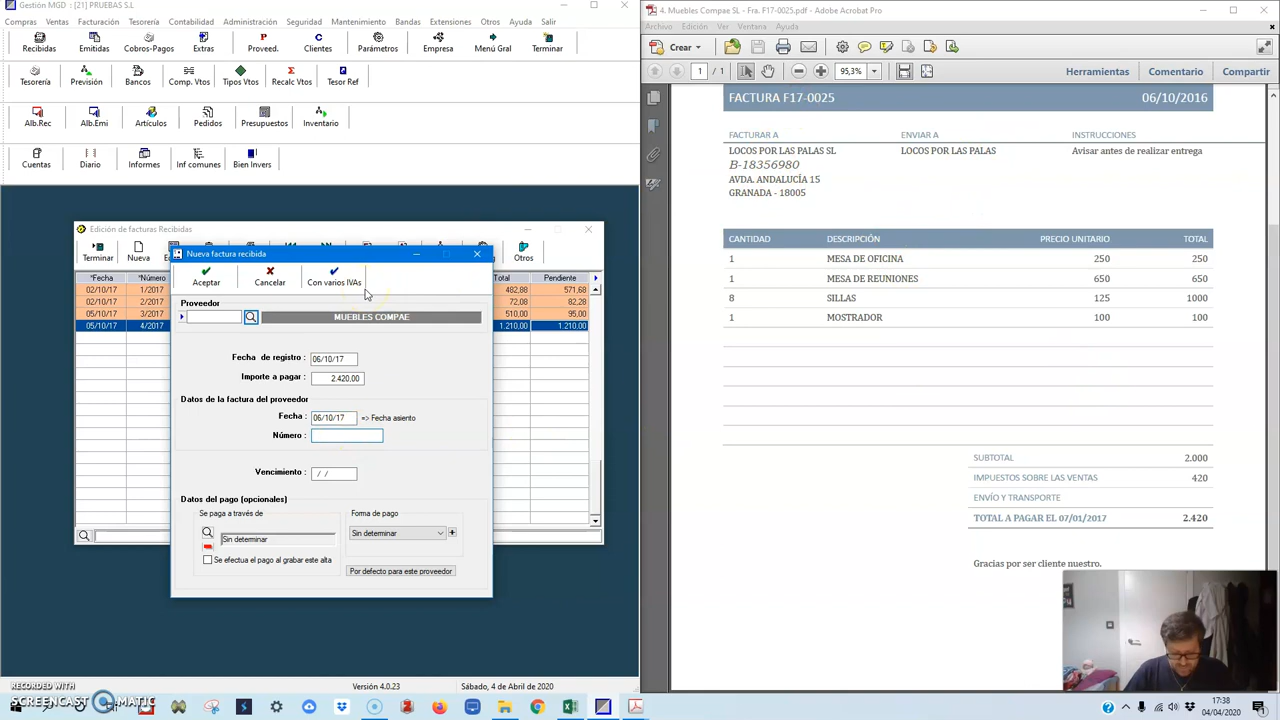 Gestión MGD : [21] PRUEBAS S.L
Compras Ventas Facturación Tesorería Contabilidad Administración Seguridad Mantenimiento Bandas Extensiones Otros Ayuda Salir
Recibidas Emitidas Cobros-Pagos Extras Proveed. Clientes Parámetros Empresa Menú Gral Terminar
Tesorería Previsión Bancos Comp. Vtos Tipos Vtos Recalc Vtos Tesor Ref
Alb.Rec Alb.Emi Artículos Pedidos Presupuestos Inventario
Cuentas Diario Informes Inf comunes Bien Invers
Edición de facturas Recibidas
Terminar Nueva Otros
*Fecha *Número Total Pendiente
02/10/17 1/2017 482,88 571,68
02/10/17 2/2017 72,08 82,28
05/10/17 3/2017 510,00 95,00
05/10/17 4/2017 1.210,00 1.210,00
Nueva factura recibida
Aceptar Cancelar Con varios IVAs
Proveedor
MUEBLES COMPAE
Fecha de registro : 06/10/17
Importe a pagar : 2.420,00
Datos de la factura del proveedor
Fecha : 06/10/17 => Fecha asiento
Número :
Vencimiento : / /
Datos del pago (opcionales)
Se paga a través de
Sin determinar
Se efectua el pago al grabar este alta
Forma de pago
Sin determinar
Por defecto para este proveedor
Versión 4.0.23 Sábado, 4 de Abril de 2020
RECORDED WITH
SCREENCAST MATIC
4. Muebles Compae SL - Fra. F17-0025.pdf - Adobe Acrobat Pro
Archivo Edición Ver Ventana Ayuda
Crear
1 / 1 95,3% Herramientas Comentario Compartir
FACTURA F17-0025 06/10/2016
FACTURAR A ENVIAR A INSTRUCCIONES
LOCOS POR LAS PALAS SL LOCOS POR LAS PALAS Avisar antes de realizar entrega
B-18356980
AVDA. ANDALUCÍA 15
GRANADA - 18005
CANTIDAD DESCRIPCIÓN PRECIO UNITARIO TOTAL
1 MESA DE OFICINA 250 250
1 MESA DE REUNIONES 650 650
8 SILLAS 125 1000
1 MOSTRADOR 100 100
SUBTOTAL 2.000
IMPUESTOS SOBRE LAS VENTAS 420
ENVÍO Y TRANSPORTE
TOTAL A PAGAR EL 07/01/2017 2.420
Gracias por ser cliente nuestro.
17:38
04/04/2020